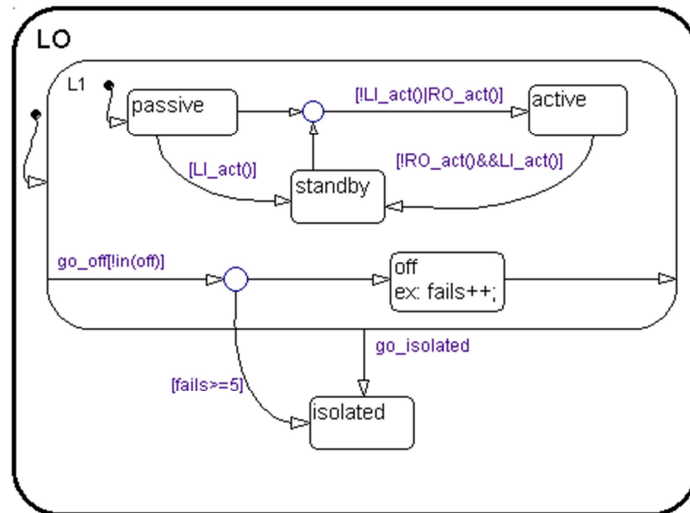 LO
L1
passive
[!LI_act()|RO_act()]
active
[LI_act()]
[!RO_act()&&LI_act()]
standby
go_off[!in(off)]
off
ex: fails++;
go_isolated
[fails>=5]
isolated